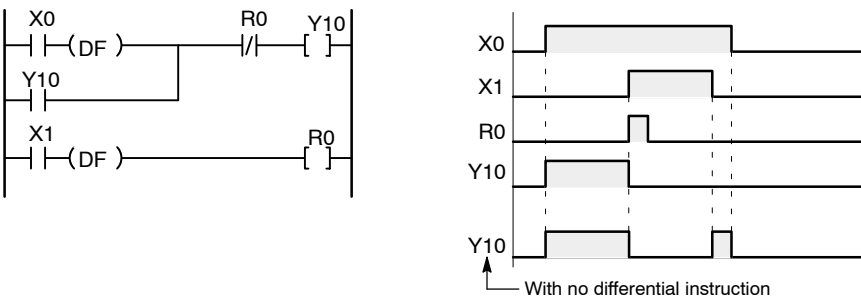 X0
(DF)
R0
Y10
Y10
X1
(DF)
R0
X0
X1
R0
Y10
Y10
With no differential instruction